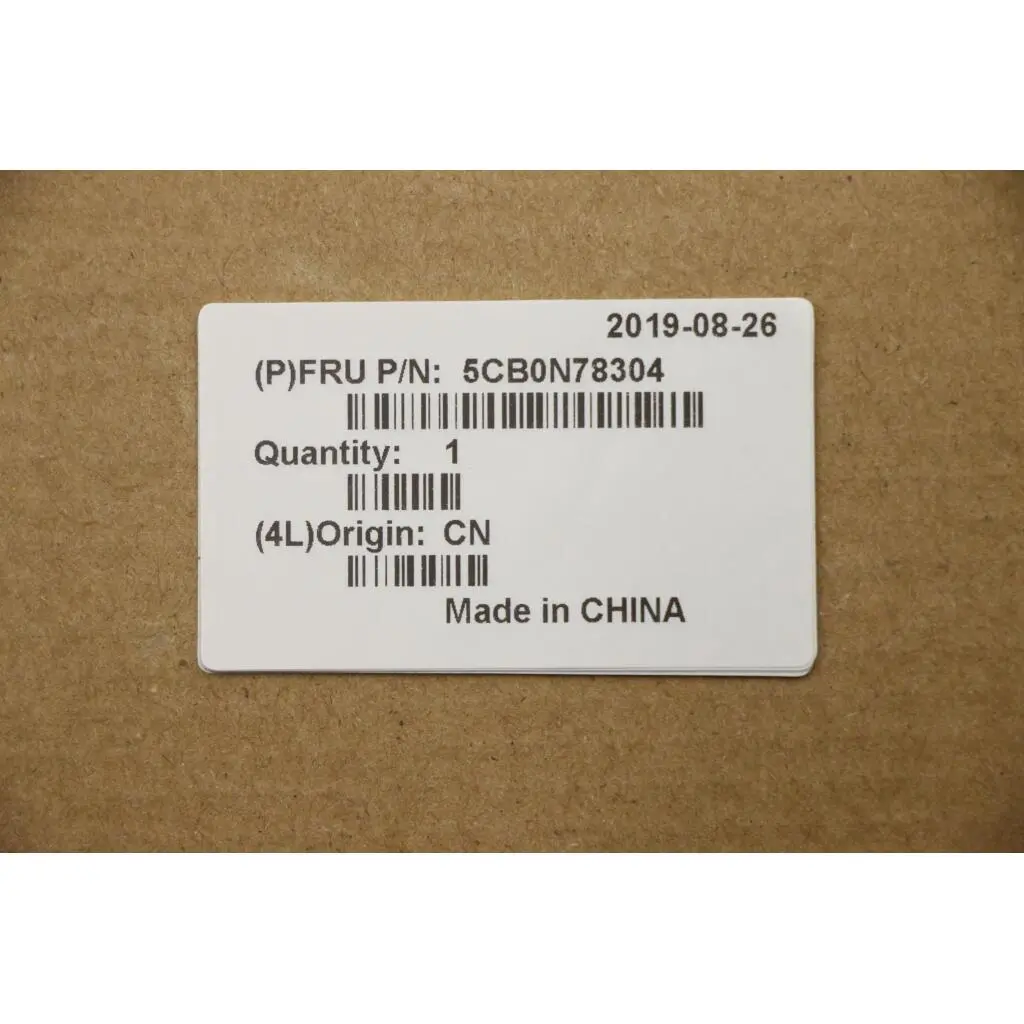 2019-08-26
(P)FRU P/N: 5CB0N78304
Quantity: 1
(4L)Origin: CN
Made in CHINA